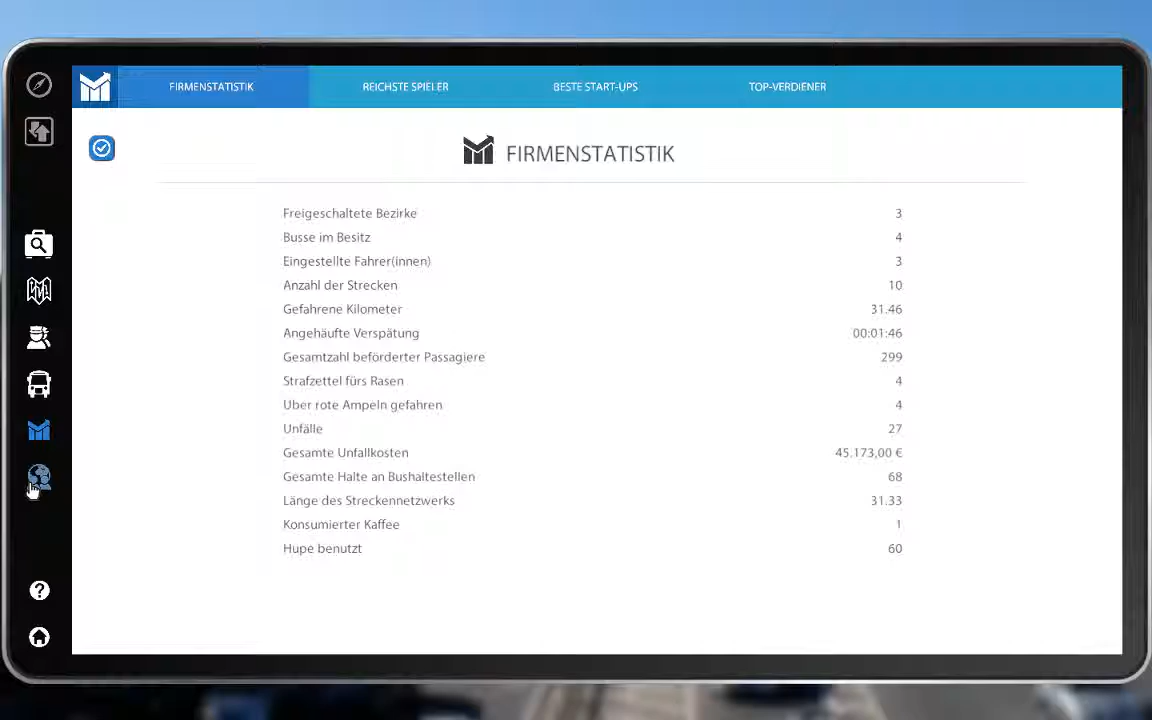 FIRMENSTATISTIK REICHSTE SPIELER BESTE START-UPS TOP-VERDIENER
FIRMENSTATISTIK
Freigeschaltete Bezirke 3
Busse im Besitz 4
Eingestellte Fahrer(innen) 3
Anzahl der Strecken 10
Gefahrene Kilometer 31.46
Angehäufte Verspätung 00:01:46
Gesamtzahl beförderter Passagiere 299
Strafzettel fürs Rasen 4
Über rote Ampeln gefahren 4
Unfälle 27
Gesamte Unfallkosten 45.173,00 €
Gesamte Halte an Bushaltestellen 68
Länge des Streckennetzwerks 31.33
Konsumierter Kaffee 1
Hupe benutzt 60